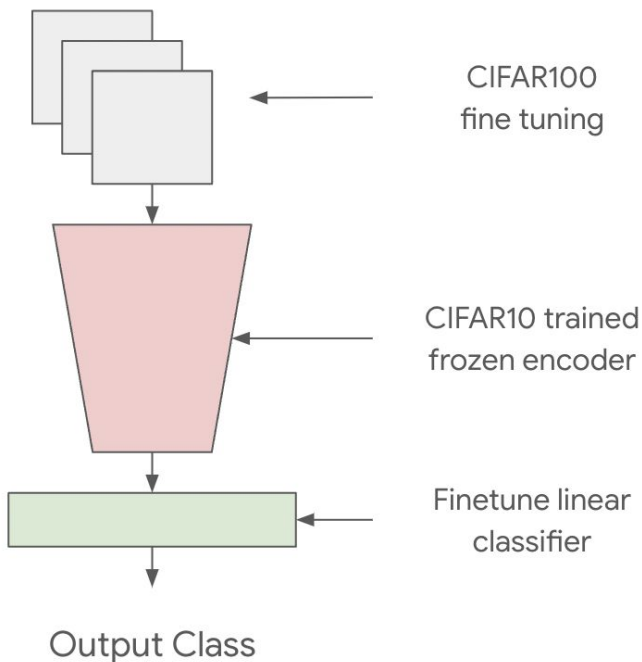 CIFAR100
fine tuning
CIFAR10 trained
frozen encoder
Finetune linear
classifier
Output Class